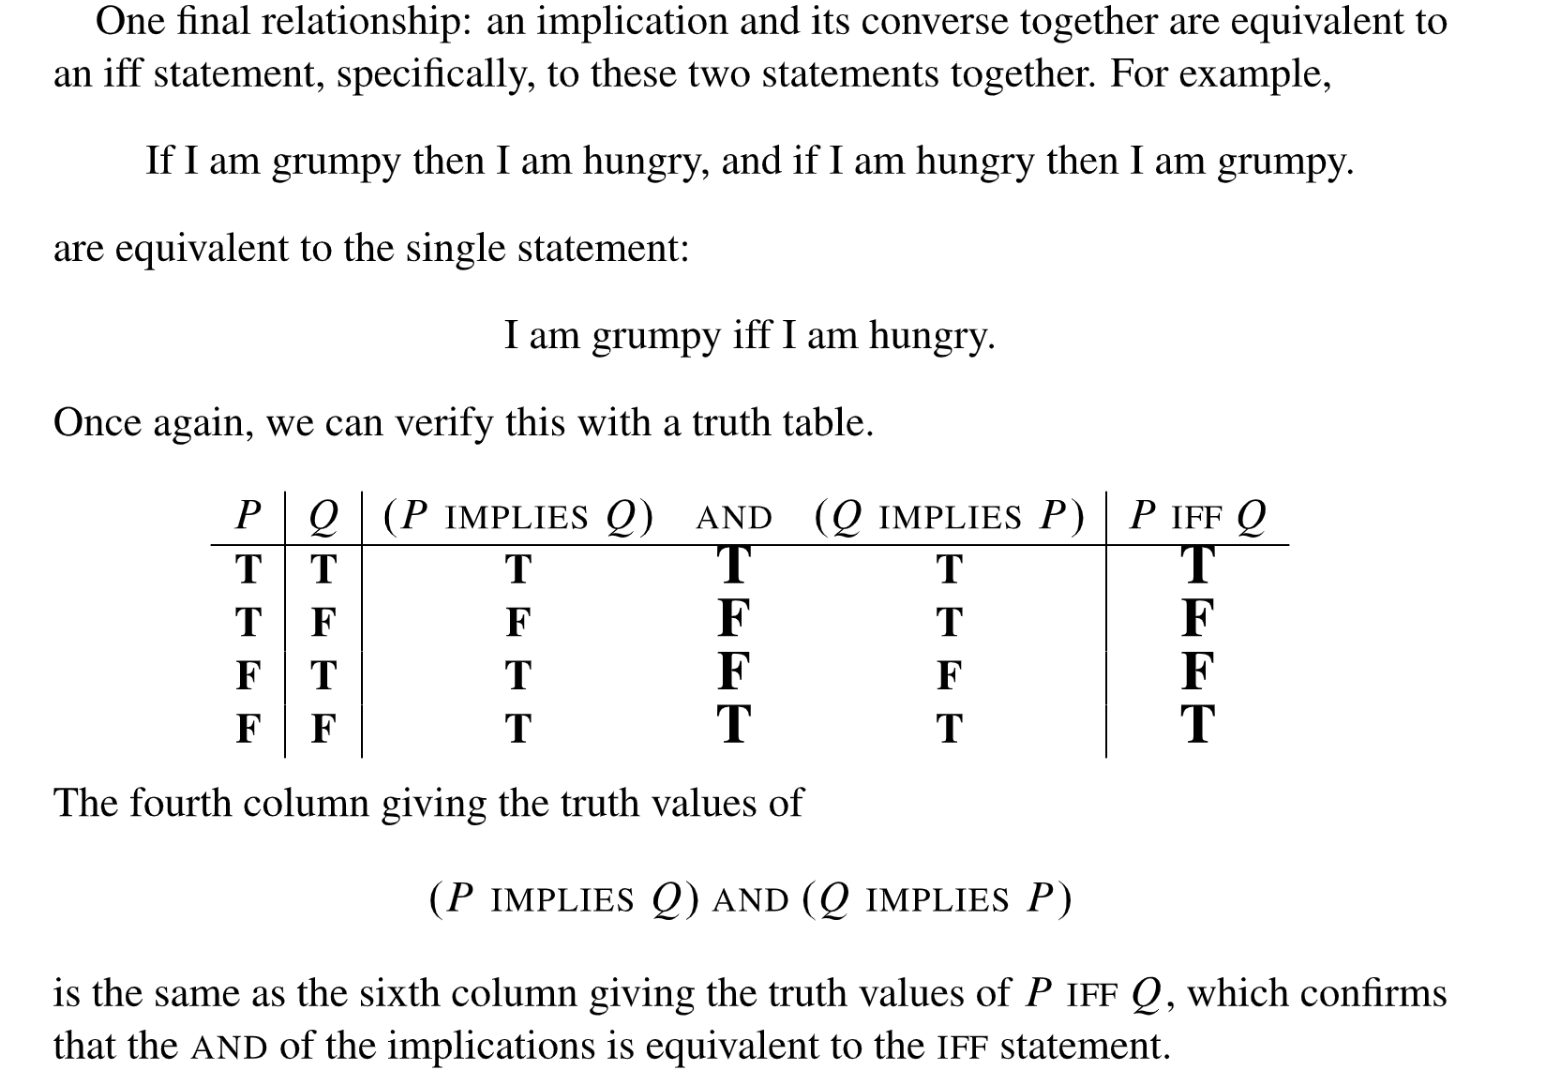 One final relationship: an implication and its converse together are equivalent to
an iff statement, specifically, to these two statements together. For example,
If I am grumpy then I am hungry, and if I am hungry then I am grumpy.
are equivalent to the single statement:
I am grumpy iff I am hungry.
Once again, we can verify this with a truth table.
P Q (P IMPLIES Q) AND (Q IMPLIES P) P IFF Q
T T T T T T
T F F F T F
F T T F F F
F F T T T T
The fourth column giving the truth values of
(P IMPLIES Q) AND (Q IMPLIES P)
is the same as the sixth column giving the truth values of P IFF Q, which confirms
that the AND of the implications is equivalent to the IFF statement.